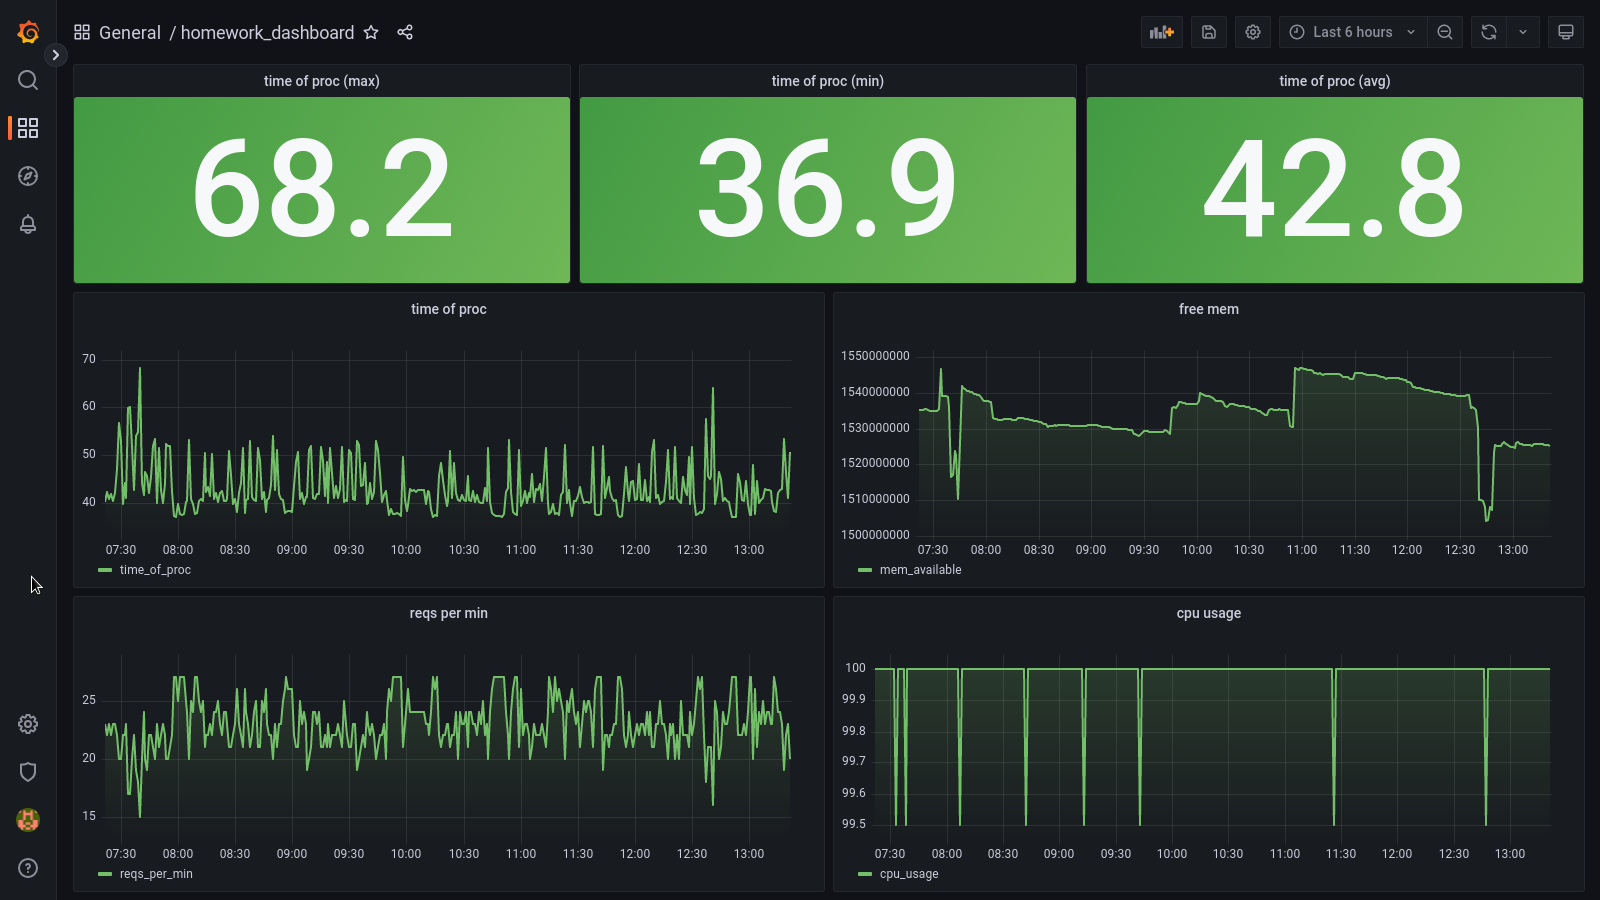 General / homework_dashboard
Last 6 hours
time of proc (max)
68.2
time of proc (min)
36.9
time of proc (avg)
42.8
time of proc
70
60
50
40
07:30 08:00 08:30 09:00 09:30 10:00 10:30 11:00 11:30 12:00 12:30 13:00
time_of_proc
free mem
1550000000
1540000000
1530000000
1520000000
1510000000
1500000000
07:30 08:00 08:30 09:00 09:30 10:00 10:30 11:00 11:30 12:00 12:30 13:00
mem_available
reqs per min
25
20
15
07:30 08:00 08:30 09:00 09:30 10:00 10:30 11:00 11:30 12:00 12:30 13:00
reqs_per_min
cpu usage
100
99.9
99.8
99.7
99.6
99.5
07:30 08:00 08:30 09:00 09:30 10:00 10:30 11:00 11:30 12:00 12:30 13:00
cpu_usage